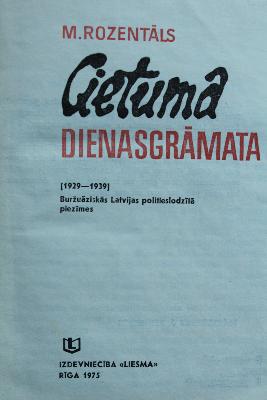 M. ROZENTĀLS
Cietuma
DIENASGRĀMATA
[1929—1939]
Buržuāziskās Latvijas politieslodzītā
piezīmes
IZDEVNIECĪBA «LIESMA»
RĪGA 1975